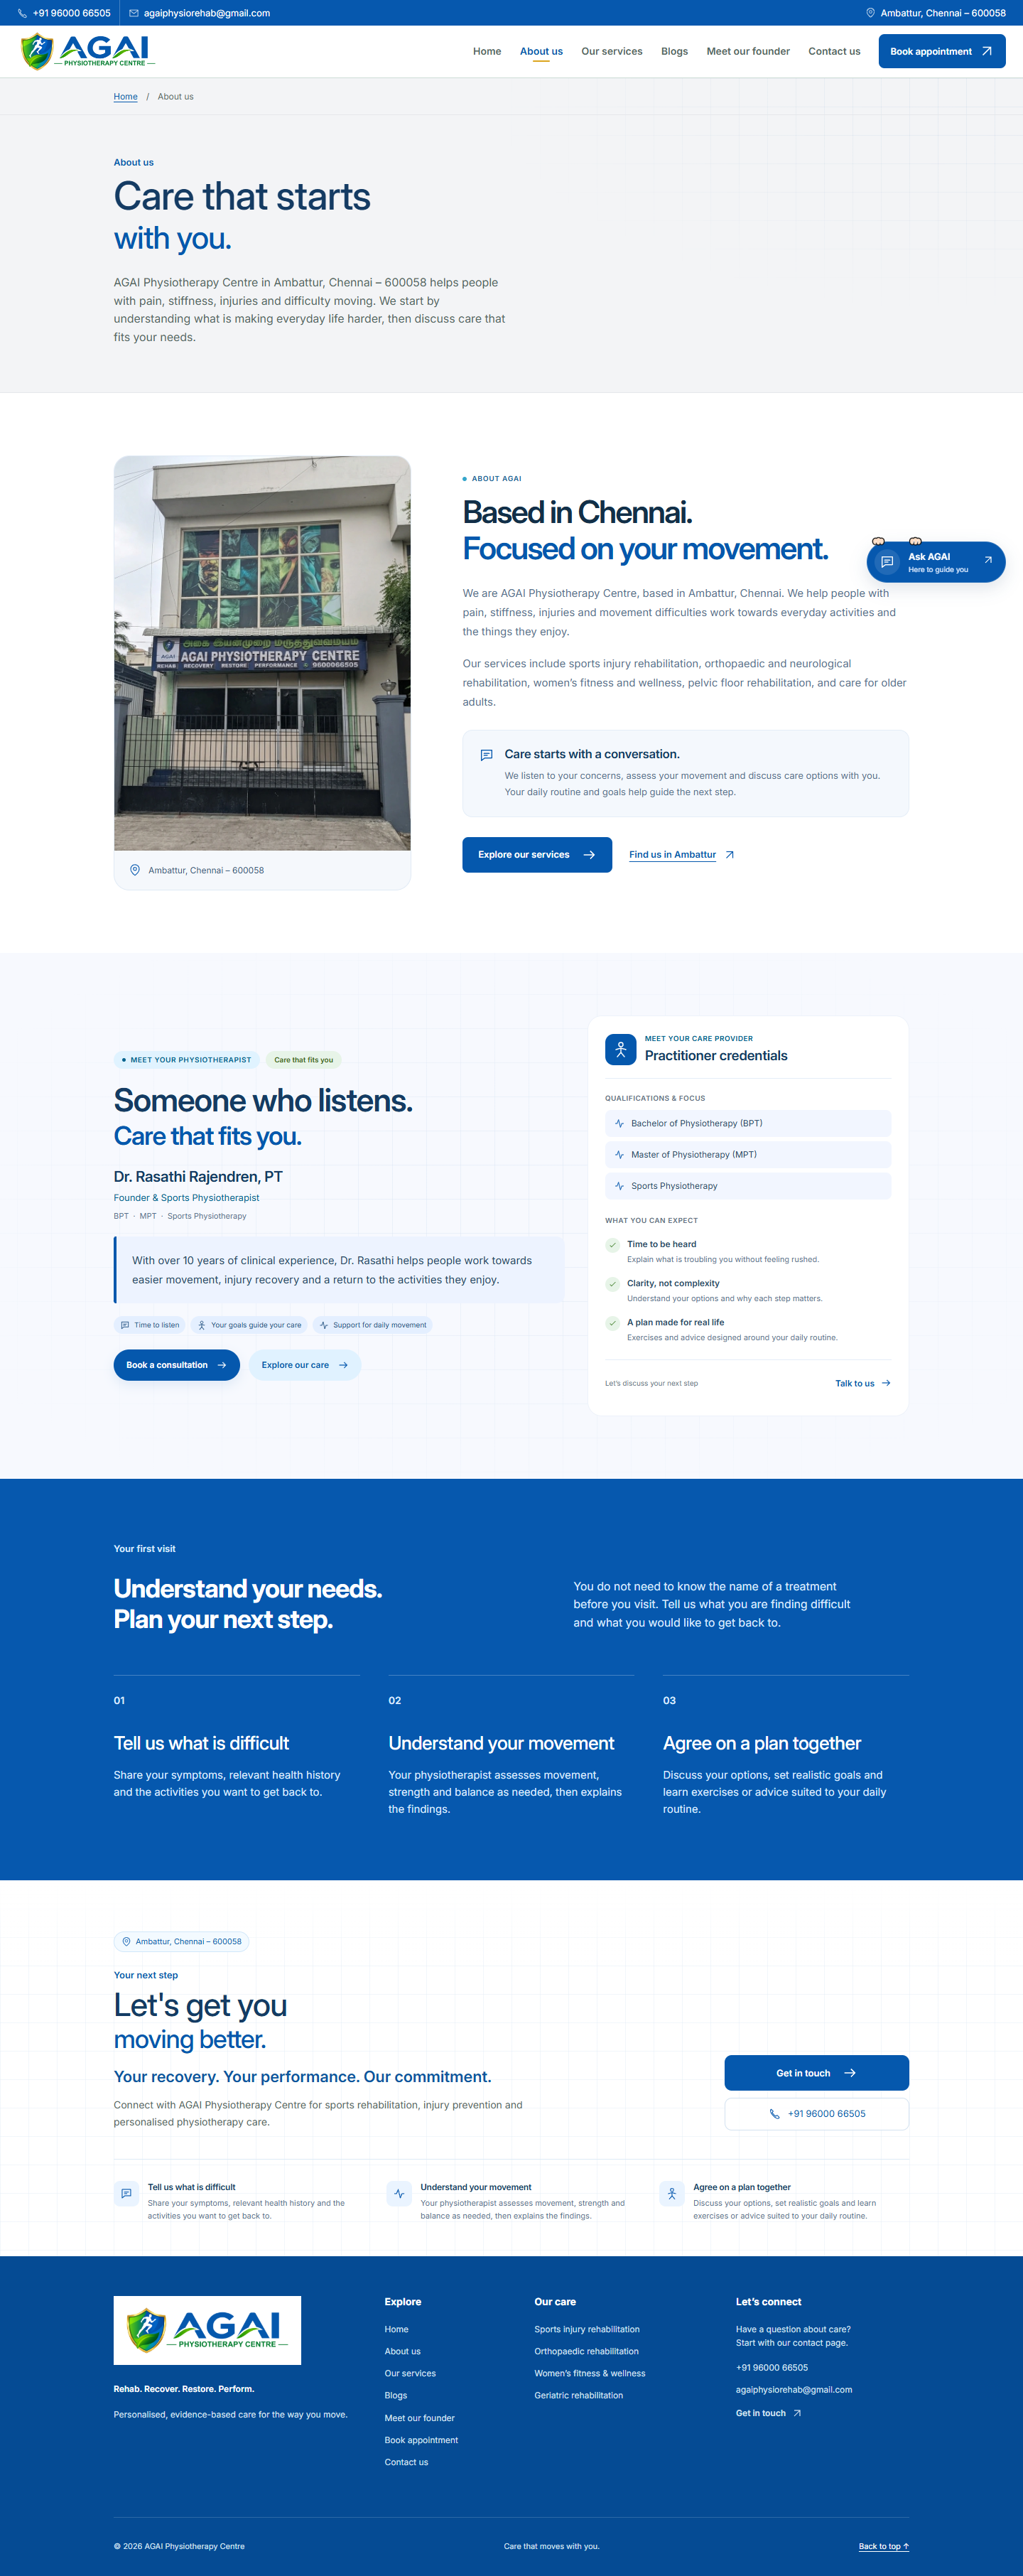 +91 96000 66505
agaiphysiorehab@gmail.com
Ambattur, Chennai – 600058
AGAI
PHYSIOTHERAPY CENTRE
Home
About us
Our services
Blogs
Meet our founder
Contact us
Book appointment
Home / About us
About us
Care that starts
with you.
AGAI Physiotherapy Centre in Ambattur, Chennai – 600058 helps people
with pain, stiffness, injuries and difficulty moving. We start by
understanding what is making everyday life harder, then discuss care that
fits your needs.
AGAI PHYSIOTHERAPY CENTRE
REHAB RECOVERY RESTORE PERFORMANCE 9600066505
Ambattur, Chennai – 600058
ABOUT AGAI
Based in Chennai.
Focused on your movement.
We are AGAI Physiotherapy Centre, based in Ambattur, Chennai. We help people with
pain, stiffness, injuries and movement difficulties work towards everyday activities and
the things they enjoy.
Our services include sports injury rehabilitation, orthopaedic and neurological
rehabilitation, women’s fitness and wellness, pelvic floor rehabilitation, and care for older
adults.
Care starts with a conversation.
We listen to your concerns, assess your movement and discuss care options with you.
Your daily routine and goals help guide the next step.
Explore our services
Find us in Ambattur
Ask AGAI
Here to guide you
MEET YOUR PHYSIOTHERAPIST
Care that fits you
Someone who listens.
Care that fits you.
Dr. Rasathi Rajendren, PT
Founder & Sports Physiotherapist
BPT · MPT · Sports Physiotherapy
With over 10 years of clinical experience, Dr. Rasathi helps people work towards
easier movement, injury recovery and a return to the activities they enjoy.
Time to listen
Your goals guide your care
Support for daily movement
Book a consultation
Explore our care
MEET YOUR CARE PROVIDER
Practitioner credentials
QUALIFICATIONS & FOCUS
Bachelor of Physiotherapy (BPT)
Master of Physiotherapy (MPT)
Sports Physiotherapy
WHAT YOU CAN EXPECT
Time to be heard
Explain what is troubling you without feeling rushed.
Clarity, not complexity
Understand your options and why each step matters.
A plan made for real life
Exercises and advice designed around your daily routine.
Let’s discuss your next step
Talk to us
Your first visit
Understand your needs.
Plan your next step.
You do not need to know the name of a treatment
before you visit. Tell us what you are finding difficult
and what you would like to get back to.
01
Tell us what is difficult
Share your symptoms, relevant health history
and the activities you want to get back to.
02
Understand your movement
Your physiotherapist assesses movement,
strength and balance as needed, then explains
the findings.
03
Agree on a plan together
Discuss your options, set realistic goals and
learn exercises or advice suited to your daily
routine.
Ambattur, Chennai – 600058
Your next step
Let's get you
moving better.
Your recovery. Your performance. Our commitment.
Connect with AGAI Physiotherapy Centre for sports rehabilitation, injury prevention and
personalised physiotherapy care.
Get in touch
+91 96000 66505
Tell us what is difficult
Share your symptoms, relevant health history and the
activities you want to get back to.
Understand your movement
Your physiotherapist assesses movement, strength and
balance as needed, then explains the findings.
Agree on a plan together
Discuss your options, set realistic goals and learn
exercises or advice suited to your daily routine.
AGAI
PHYSIOTHERAPY CENTRE
Rehab. Recover. Restore. Perform.
Personalised, evidence-based care for the way you move.
Explore
Home
About us
Our services
Blogs
Meet our founder
Book appointment
Contact us
Our care
Sports injury rehabilitation
Orthopaedic rehabilitation
Women’s fitness & wellness
Geriatric rehabilitation
Let’s connect
Have a question about care?
Start with our contact page.
+91 96000 66505
agaiphysiorehab@gmail.com
Get in touch
© 2026 AGAI Physiotherapy Centre
Care that moves with you.
Back to top ↑